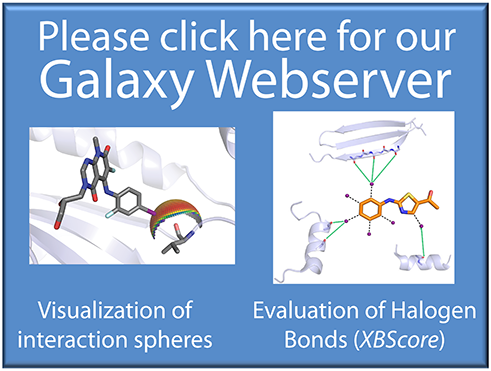 Please click here for our
Galaxy Webserver
Visualization of
interaction spheres
Evaluation of Halogen
Bonds (XBScore)